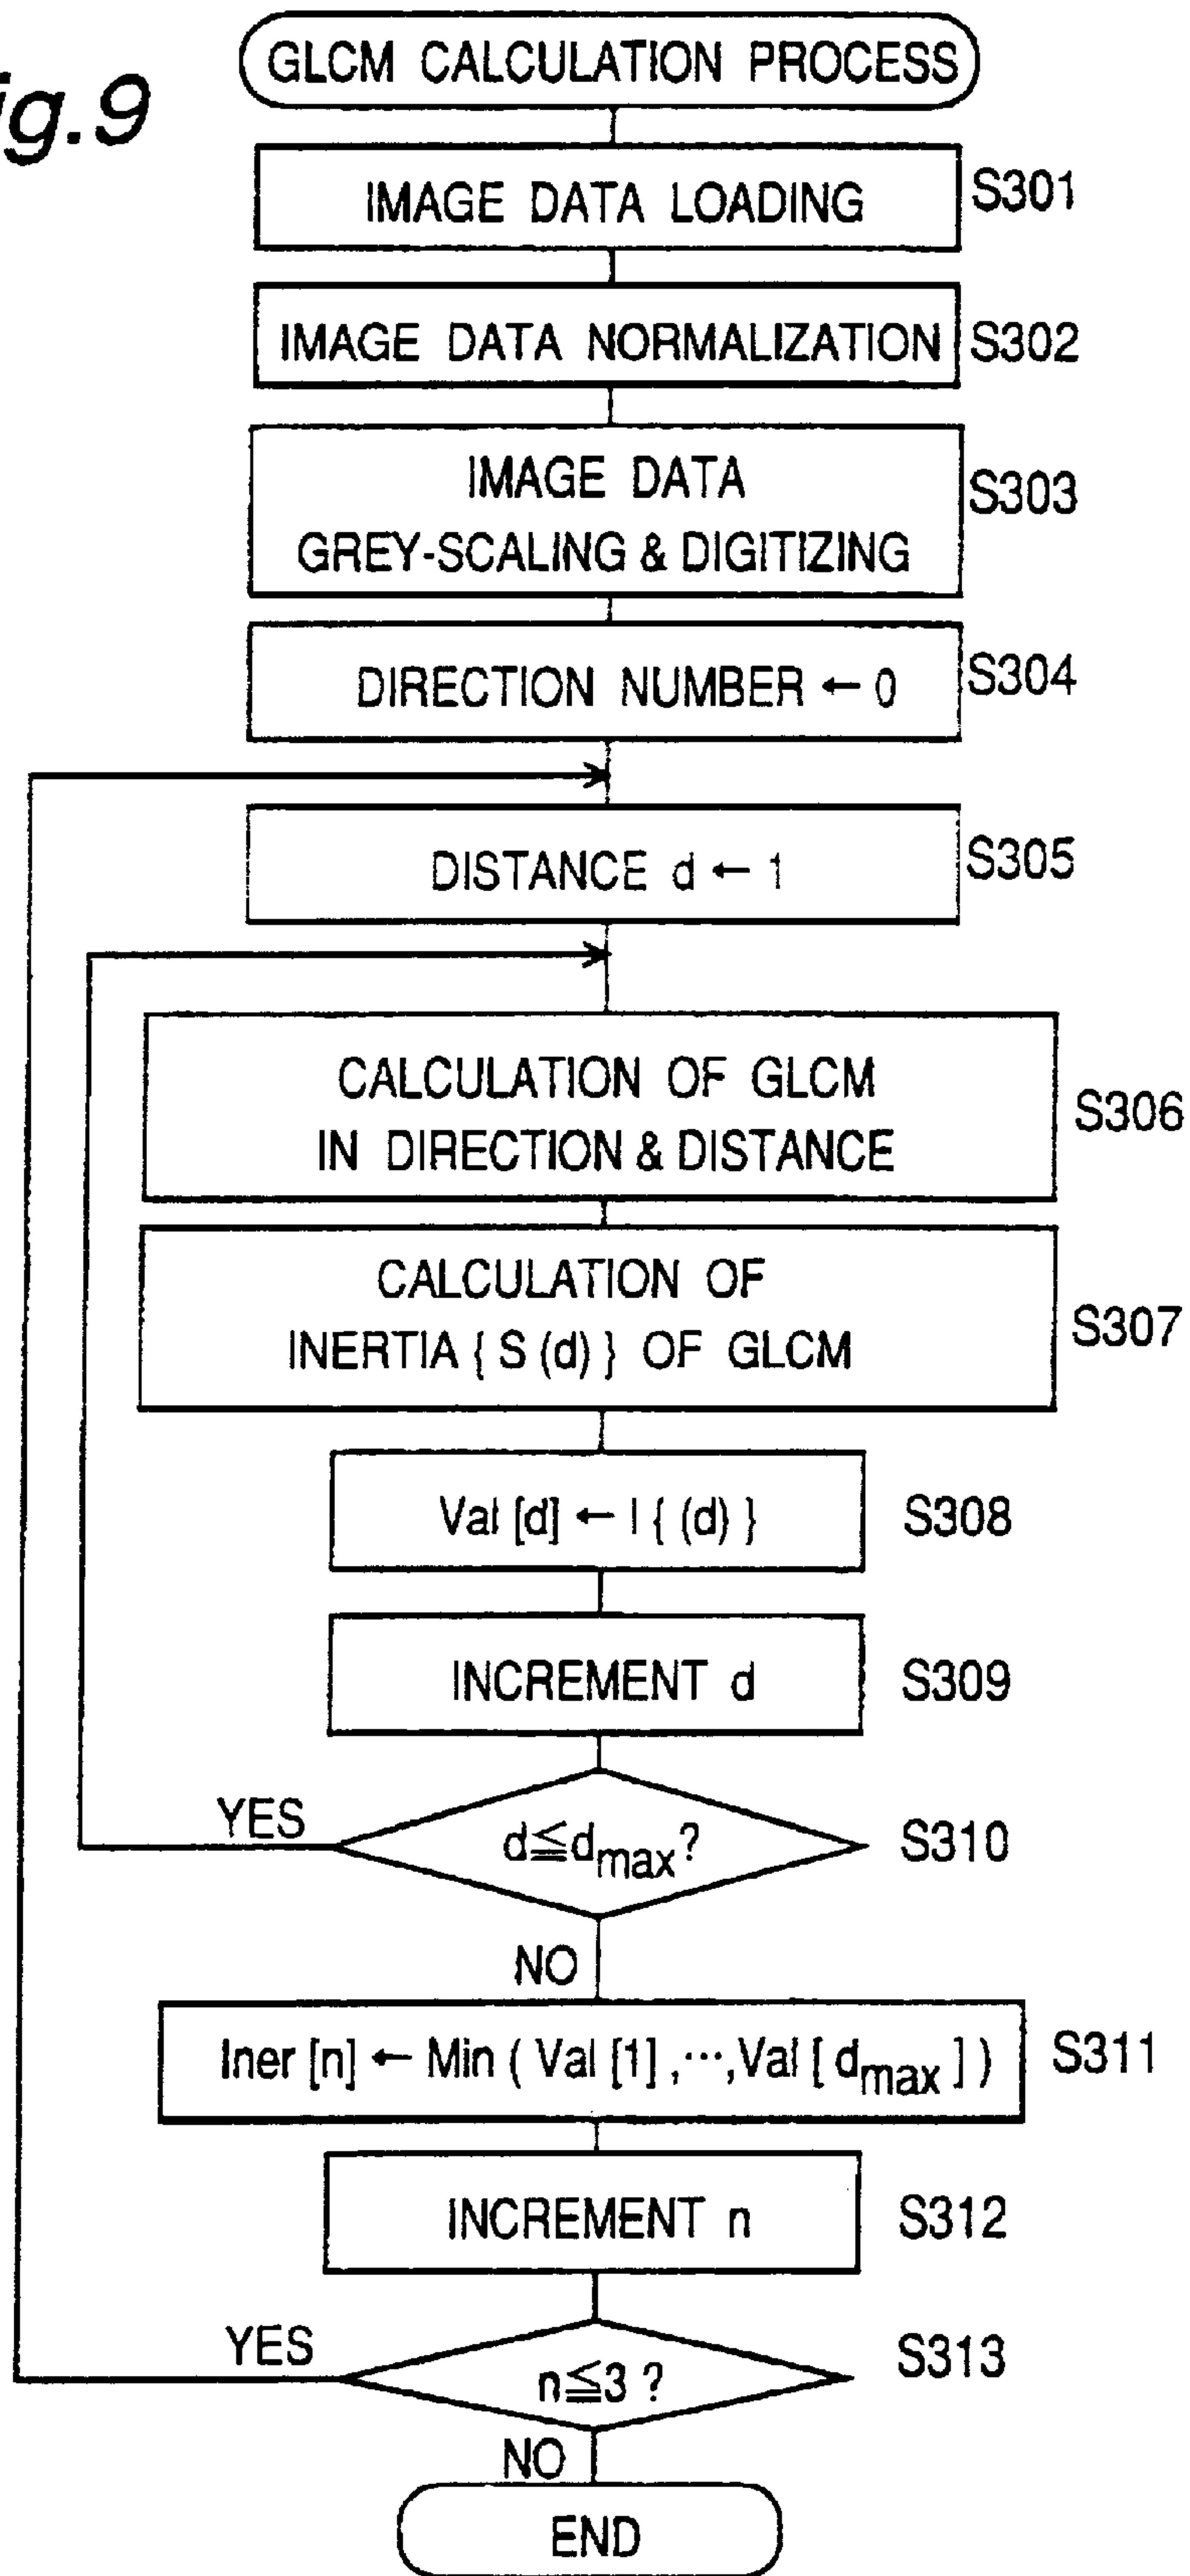 ig.9
GLCM CALCULATION PROCESS
IMAGE DATA LOADING
S301
IMAGE DATA NORMALIZATION
S302
IMAGE DATA
GREY-SCALING & DIGITIZING
S303
DIRECTION NUMBER ← 0
S304
DISTANCE d ← 1
S305
CALCULATION OF GLCM
IN DIRECTION & DISTANCE
S306
CALCULATION OF
INERTIA { S (d) } OF GLCM
S307
Val [d] ← I { (d) }
S308
INCREMENT d
S309
YES
d≦dmax?
S310
NO
Iner [n] ← Min ( Val [1] ,⋯,Val [ dmax ] )
S311
INCREMENT n
S312
YES
n≦3 ?
S313
NO
END